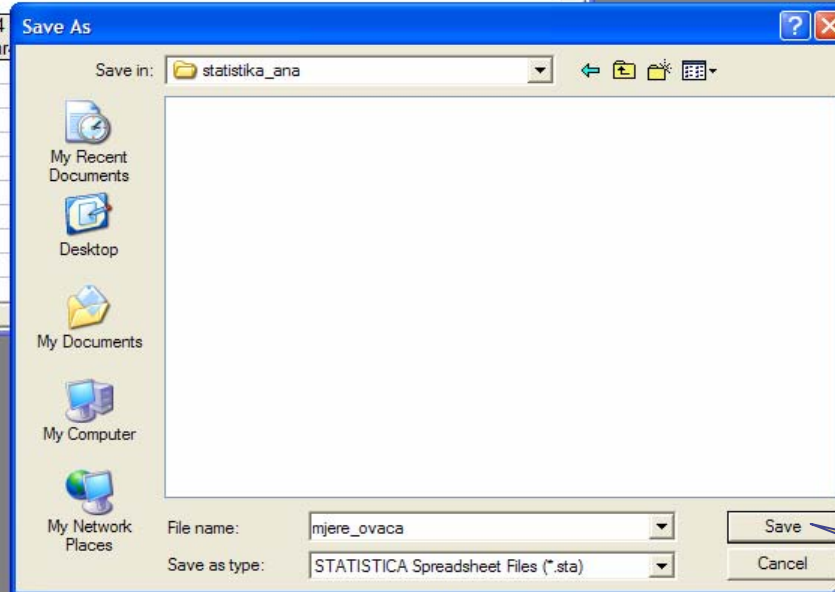 4
Save As
Save in: statistika_ana
My Recent
Documents
Desktop
My Documents
My Computer
My Network
Places
File name: mjere_ovaca Save
Save as type: STATISTICA Spreadsheet Files (*.sta) Cancel